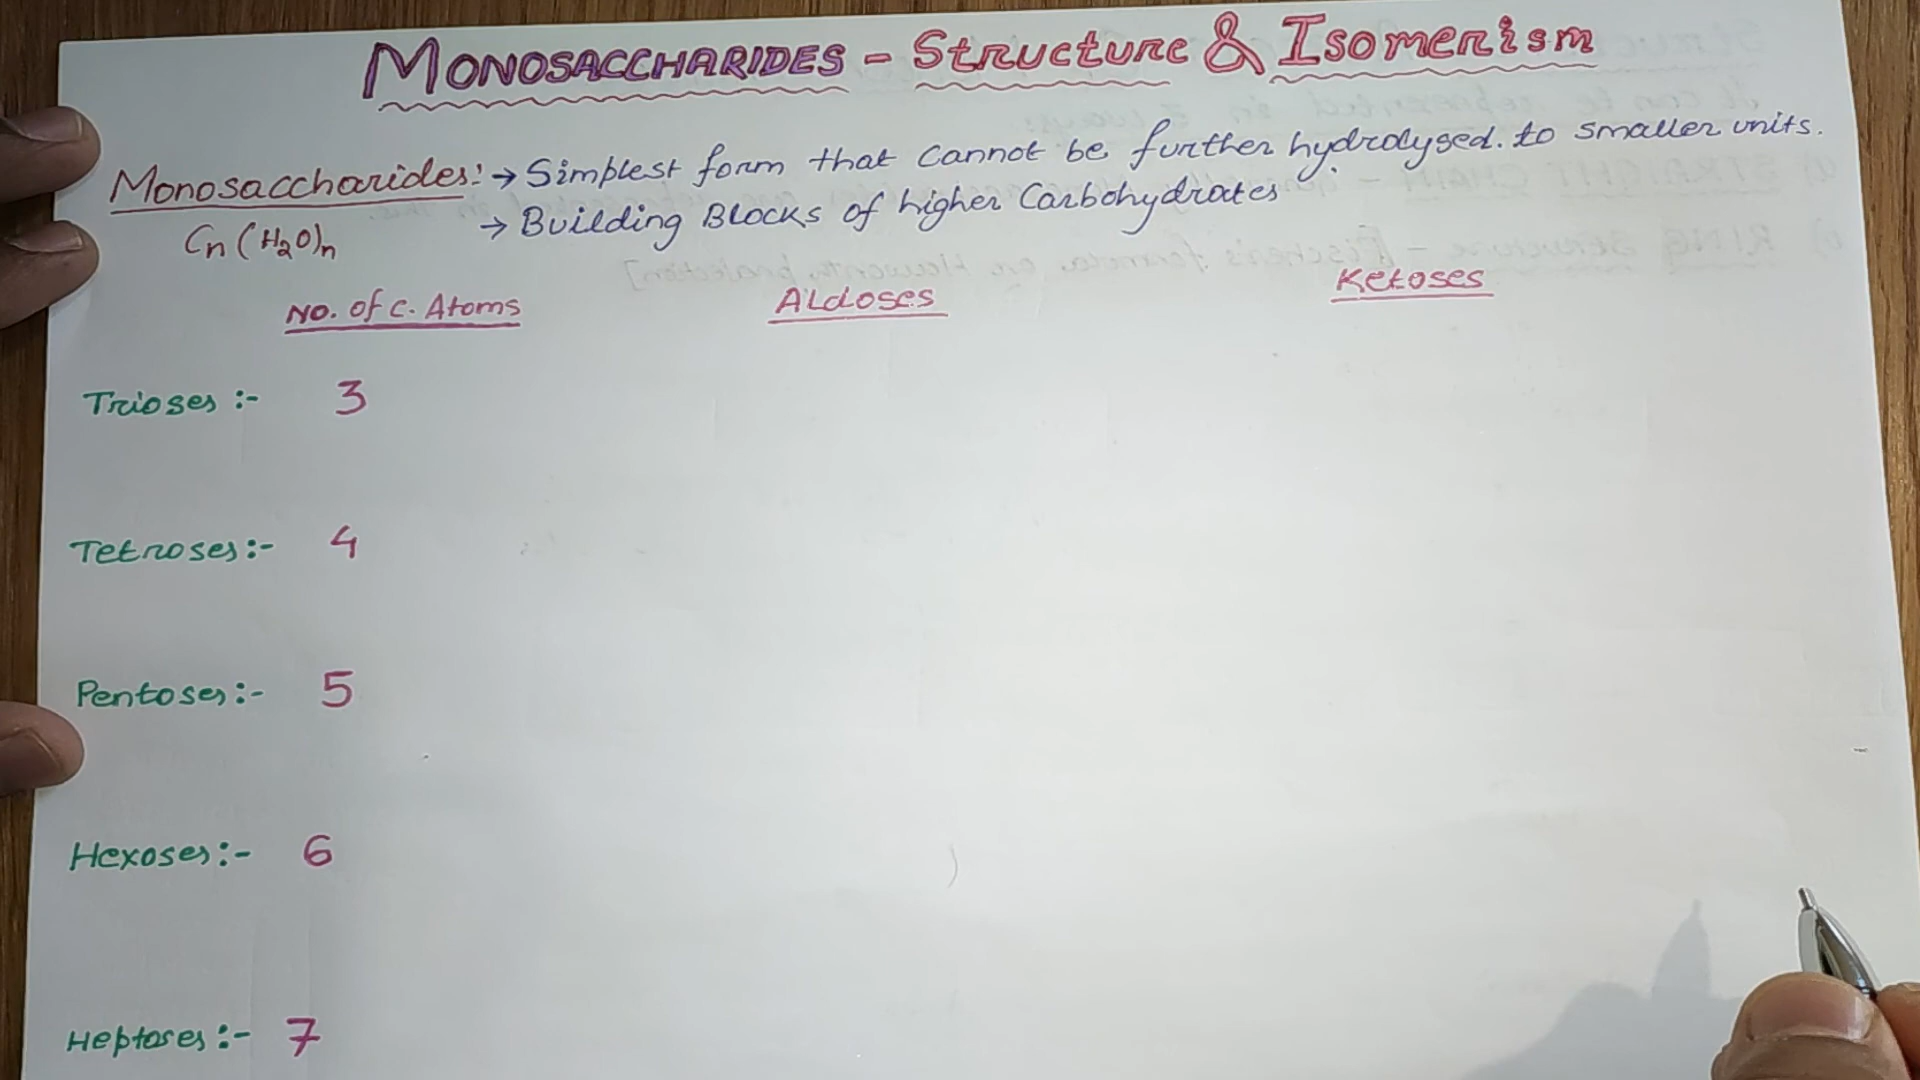 MONOSACCHARIDES - Structure & Isomerism
Monosaccharides:→ Simplest form that cannot be further hydrolysed. to smaller units.
Cn(H2O)n → Building Blocks of higher Carbohydrates
No. of c. Atoms Aldoses Ketoses
Trioses :- 3
Tetroses:- 4
Pentoses:- 5
Hexoses:- 6
Heptoses:- 7